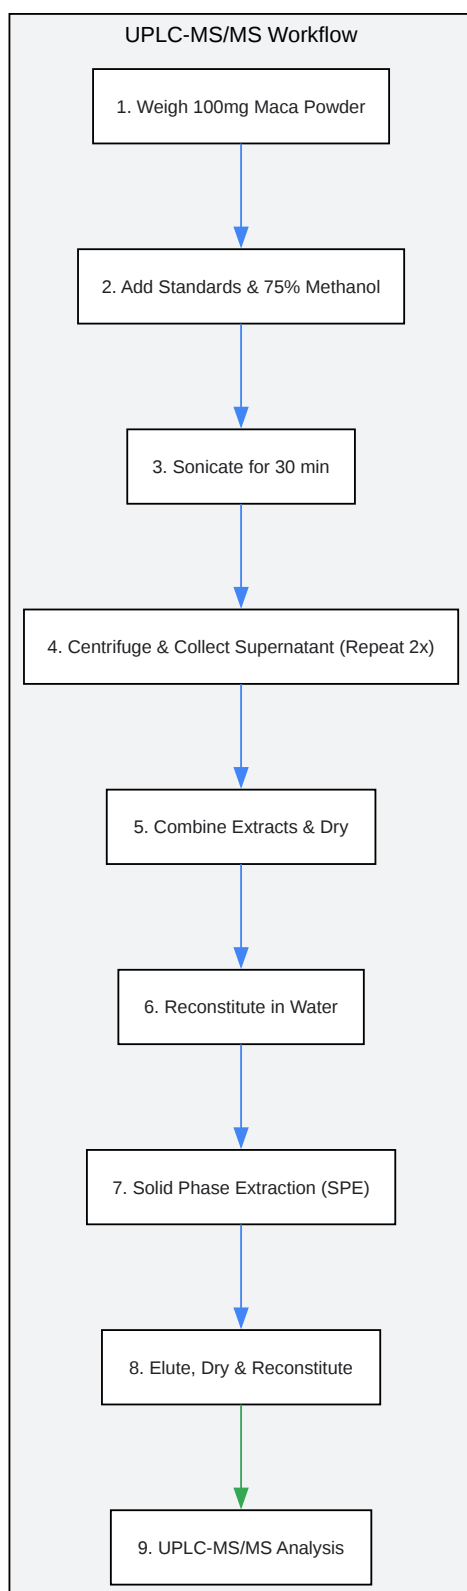 UPLC-MS/MS Workflow
1. Weigh 100mg Maca Powder
2. Add Standards & 75% Methanol
3. Sonicate for 30 min
4. Centrifuge & Collect Supernatant (Repeat 2x)
5. Combine Extracts & Dry
6. Reconstitute in Water
7. Solid Phase Extraction (SPE)
8. Elute, Dry & Reconstitute
9. UPLC-MS/MS Analysis